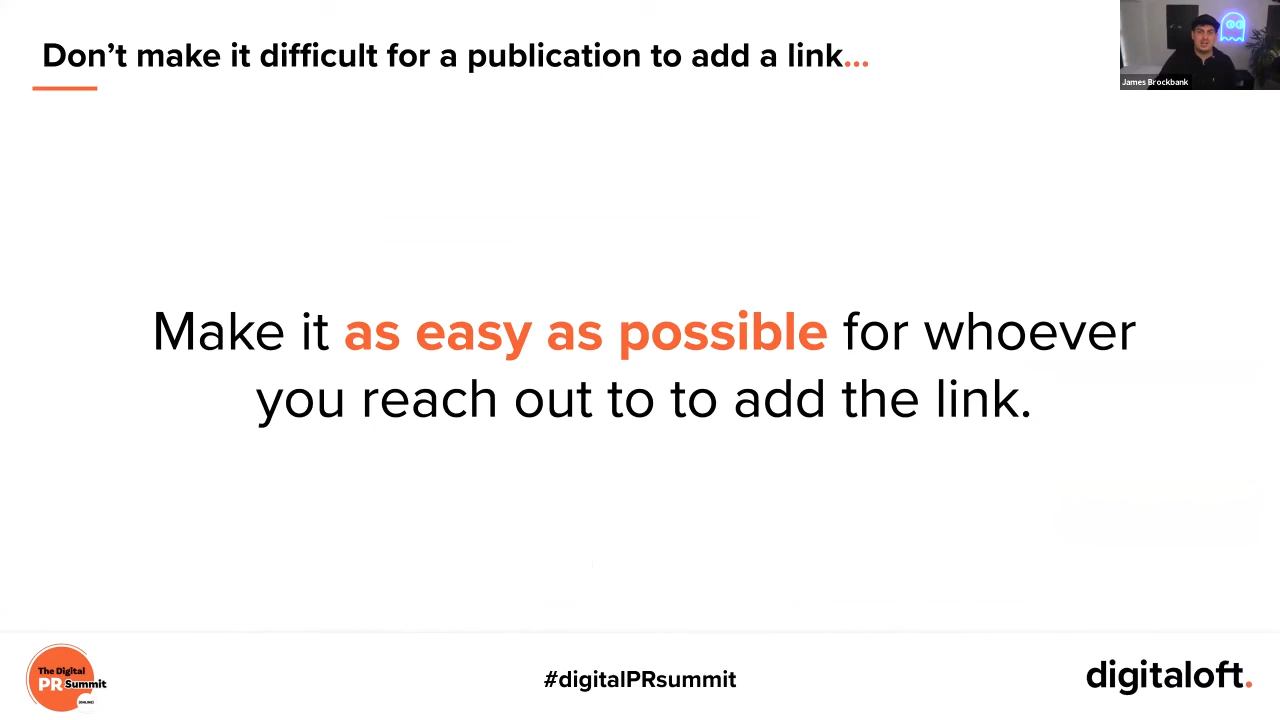 Don’t make it difficult for a publication to add a link...
James Brockbank
Make it as easy as possible for whoever
you reach out to to add the link.
The Digital
PR Summit
(ONLINE)
#digitalPRsummit
digitaloft.